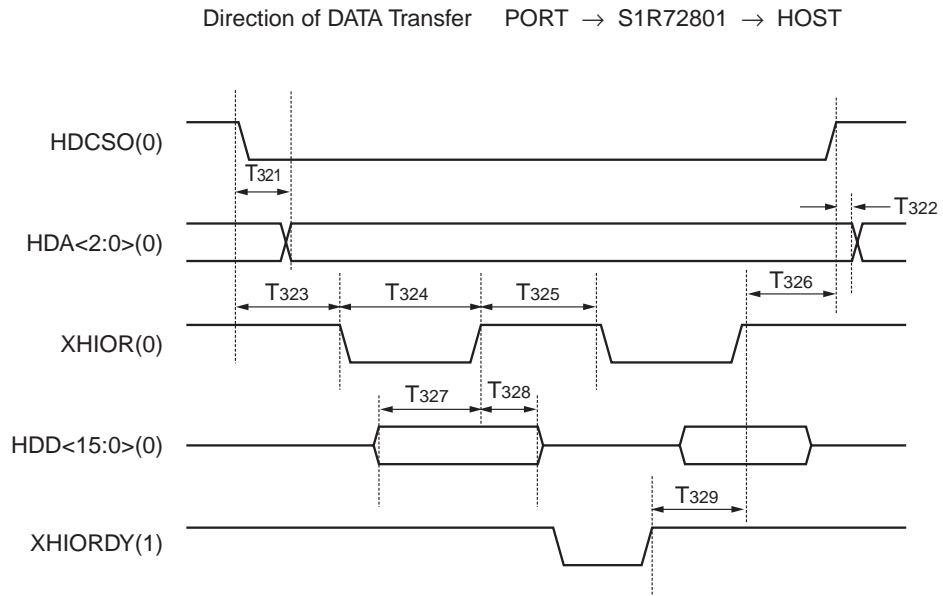 Direction of DATA Transfer PORT → S1R72801 → HOST
HDCSO(0)
T321
T322
HDA<2:0>(0)
T323
T324
T325
T326
XHIOR(0)
T327
T328
HDD<15:0>(0)
T329
XHIORDY(1)